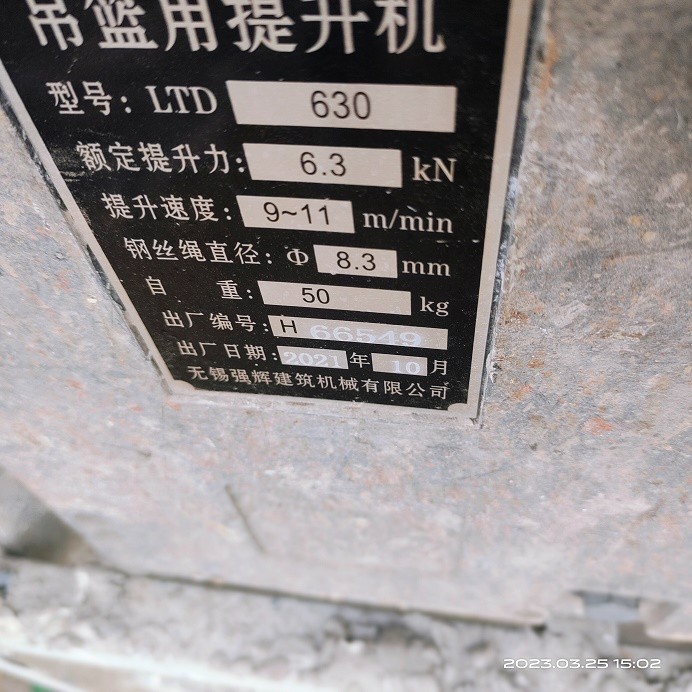 吊篮用提升机
型号: LTD 630
额定提升力: 6.3 kN
提升速度: 9~11 m/min
钢丝绳直径: Φ 8.3 mm
自 重: 50 kg
出厂编号: H 66549
出厂日期: 2021 年 10 月
无锡强辉建筑机械有限公司
2023.03.25 15:02